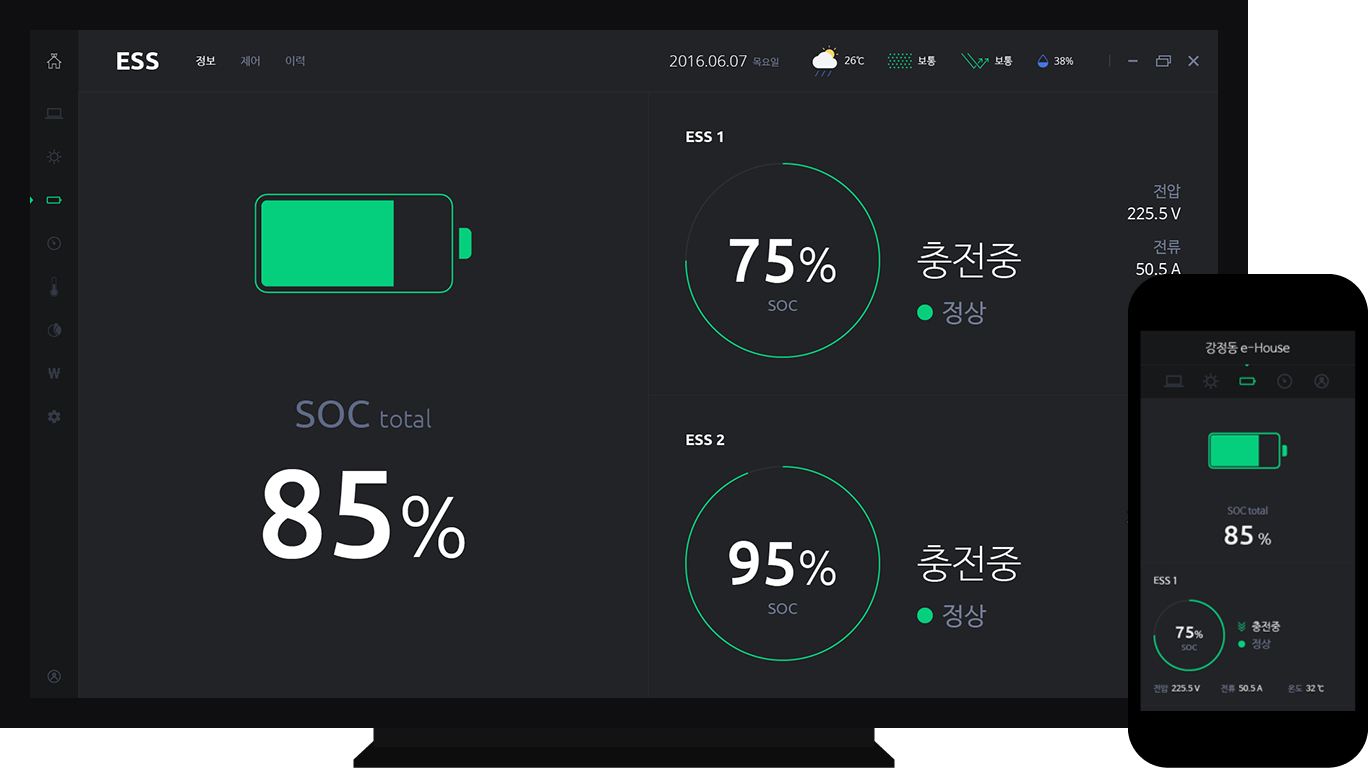 ESS 정보 제어 이력 2016.06.07 목요일 26℃ 보통 보통 38%
ESS 1
75%
SOC
충전중
정상
전압
225.5 V
전류
50.5 A
SOC total
85%
W
ESS 2
95%
SOC
충전중
정상
강정동 e-House
SOC total
85 %
ESS 1
75%
SOC
충전중
정상
전압 225.5 V 전류 50.5 A 온도 32 ℃